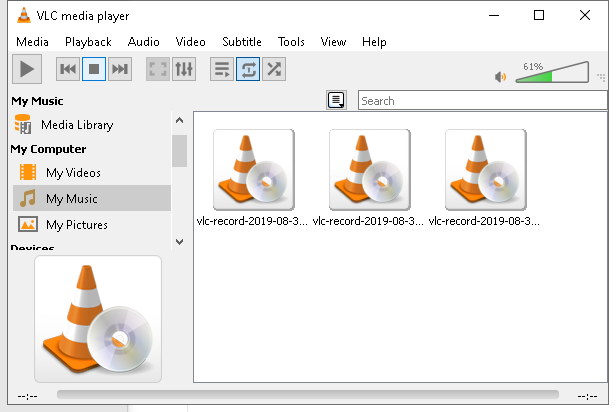 VLC media player
Media Playback Audio Video Subtitle Tools View Help
61%
My Music
Search
Media Library
My Computer
My Videos
My Music
My Pictures
Devices
vlc-record-2019-08-3... vlc-record-2019-08-3... vlc-record-2019-08-3...
--:-- --:--